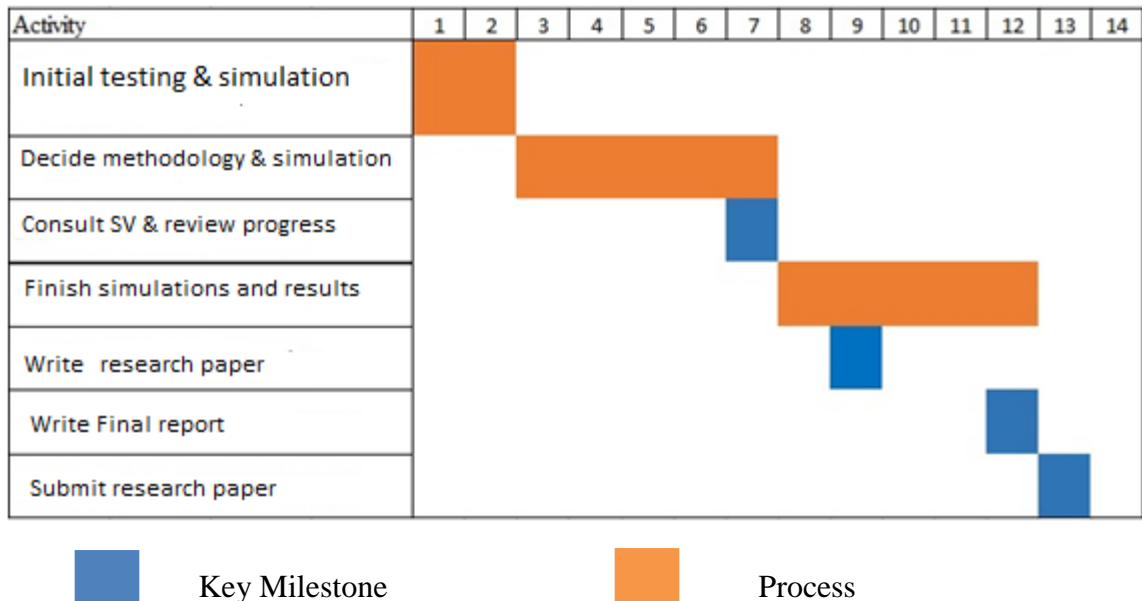 Activity 1 2 3 4 5 6 7 8 9 10 11 12 13 14
Initial testing & simulation
Decide methodology & simulation
Consult SV & review progress
Finish simulations and results
Write research paper
Write Final report
Submit research paper
Key Milestone Process